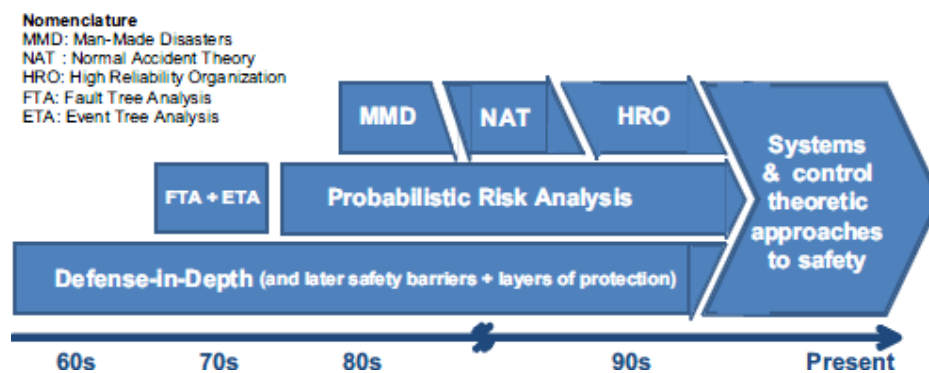 Nomenclature
MMD: Man-Made Disasters
NAT : Normal Accident Theory
HRO: High Reliability Organization
FTA: Fault Tree Analysis
ETA: Event Tree Analysis
MMD
NAT
HRO
Systems
& control
theoretic
approaches
to safety
FTA + ETA
Probabilistic Risk Analysis
Defense-in-Depth (and later safety barriers + layers of protection)
60s
70s
80s
90s
Present